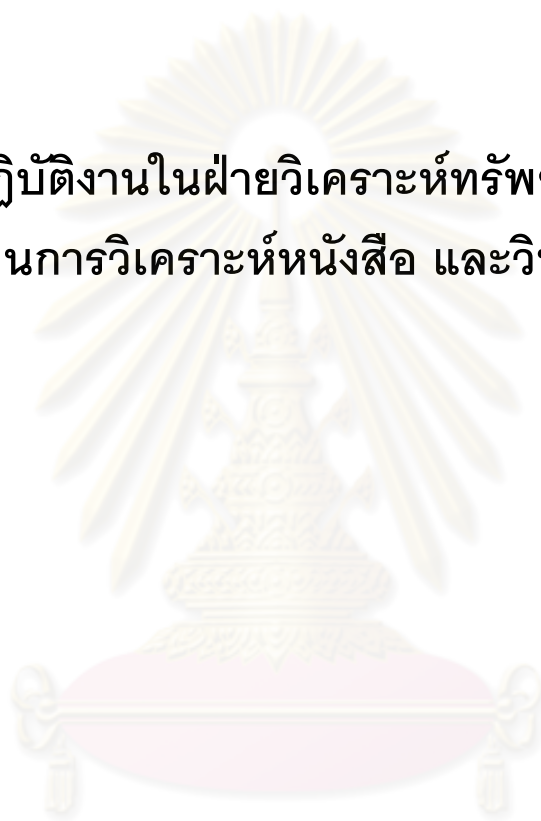 ฏิบัติงานในฝ่ายวิเคราะห์ทรัพ
นการวิเคราะห์หนังสือ และวิ